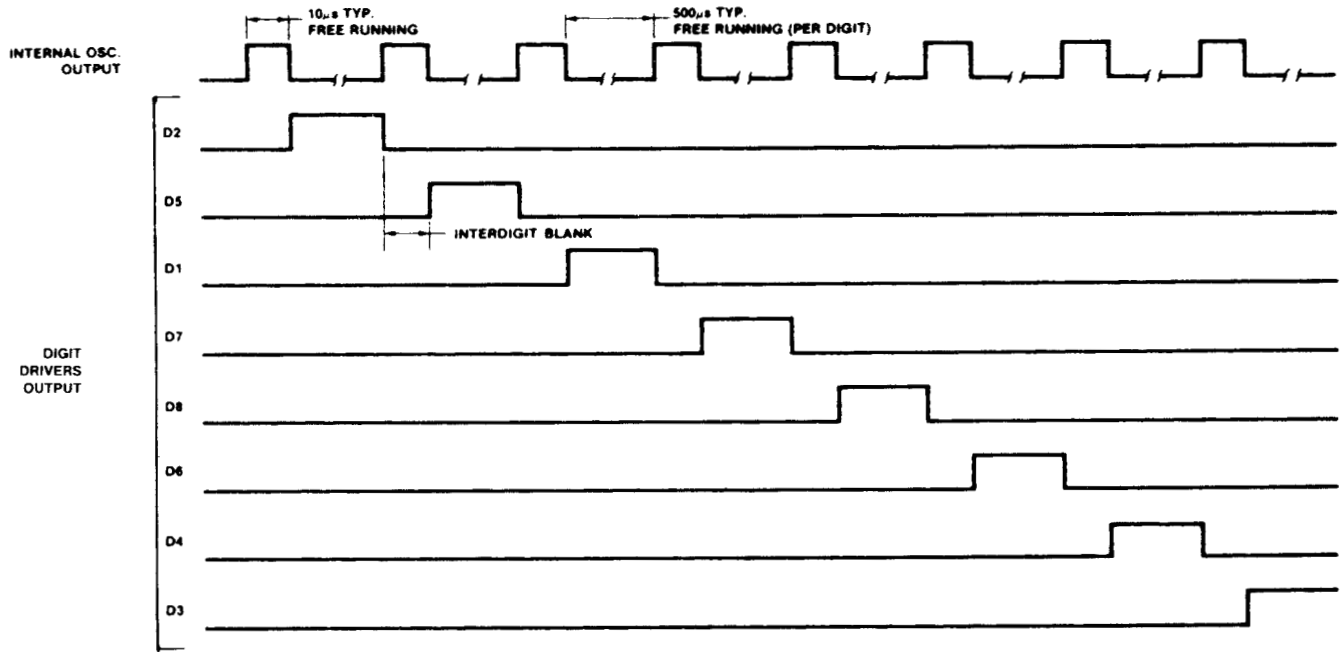 10μs TYP.
FREE RUNNING
500μs TYP.
FREE RUNNING (PER DIGIT)
INTERNAL OSC.
OUTPUT
D2
D5
INTERDIGIT BLANK
D1
D7
DIGIT
DRIVERS
OUTPUT
D8
D6
D4
D3